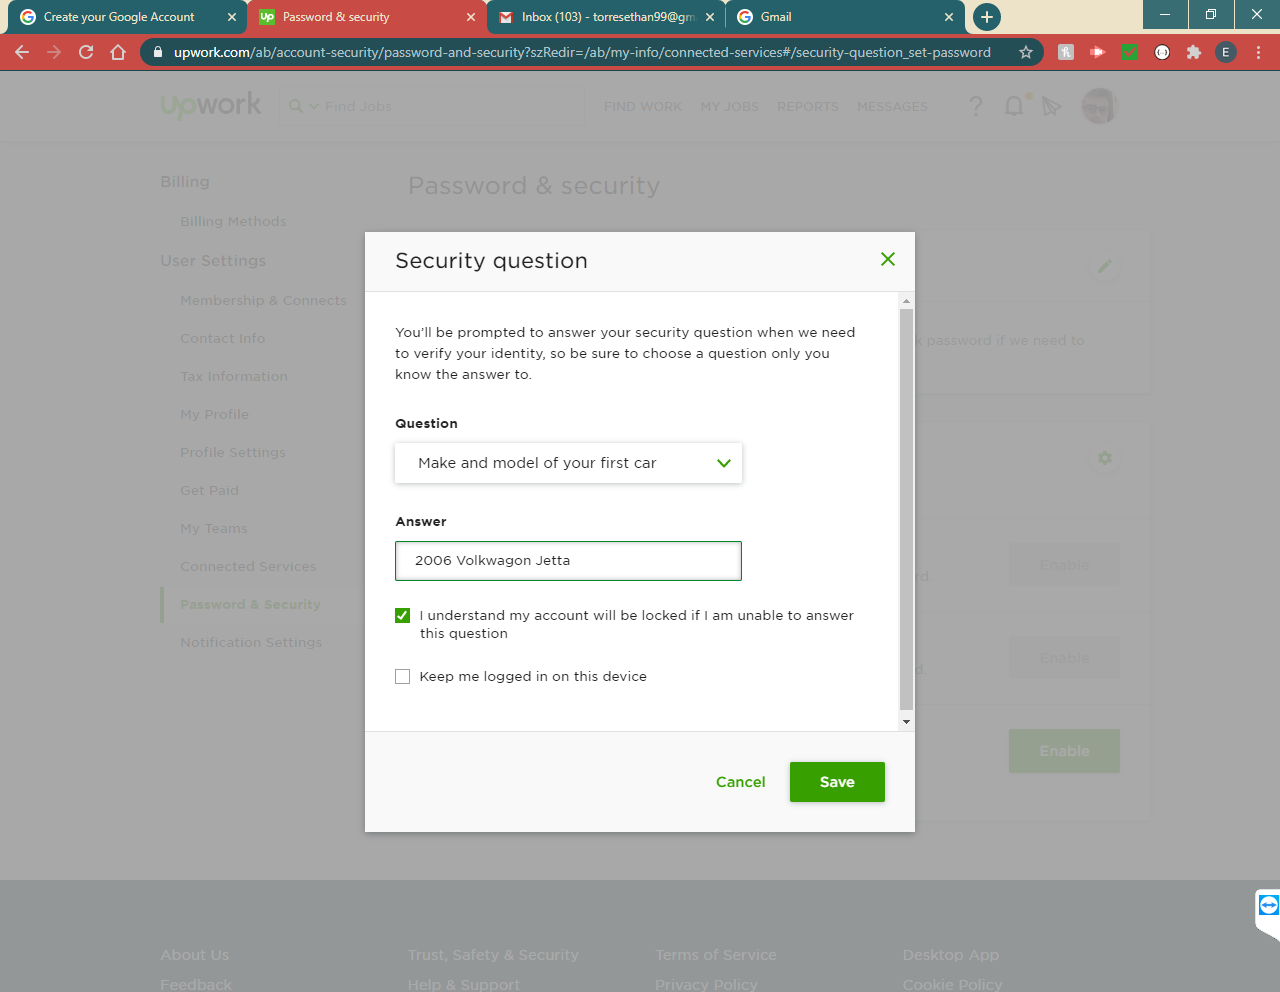 Create your Google Account
Password & security
Inbox (103) - torresethan99@gm
Gmail
upwork.com/ab/account-security/password-and-security?szRedir=/ab/my-info/connected-services#/security-question_set-password
E
upwork
Find Jobs
FIND WORK
MY JOBS
REPORTS
MESSAGES
Billing
Billing Methods
User Settings
Membership & Connects
Contact Info
Tax Information
My Profile
Profile Settings
Get Paid
My Teams
Connected Services
Password & Security
Notification Settings
Password & security
k password if we need to
rd.
Enable
d.
Enable
Enable
Security question
You'll be prompted to answer your security question when we need
to verify your identity, so be sure to choose a question only you
know the answer to.
Question
Make and model of your first car
Answer
2006 Volkwagon Jetta
I understand my account will be locked if I am unable to answer
this question
Keep me logged in on this device
Cancel
Save
About Us
Trust, Safety & Security
Terms of Service
Desktop App
Feedback
Help & Support
Privacy Policy
Cookie Policy